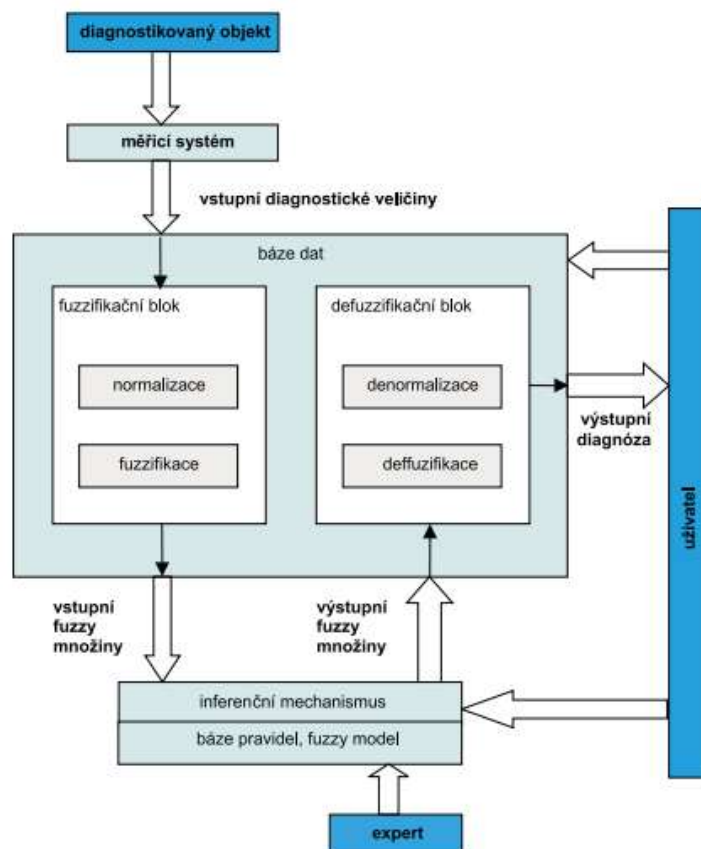 diagnostikovaný objekt
měřicí systém
vstupní diagnostické veličiny
báze dat
fuzzifikační blok
normalizace
fuzzifikace
defuzzifikační blok
denormalizace
deffuzifikace
výstupní
diagnóza
uživatel
vstupní
fuzzy
množiny
výstupní
fuzzy
množiny
inferenční mechanismus
báze pravidel, fuzzy model
expert